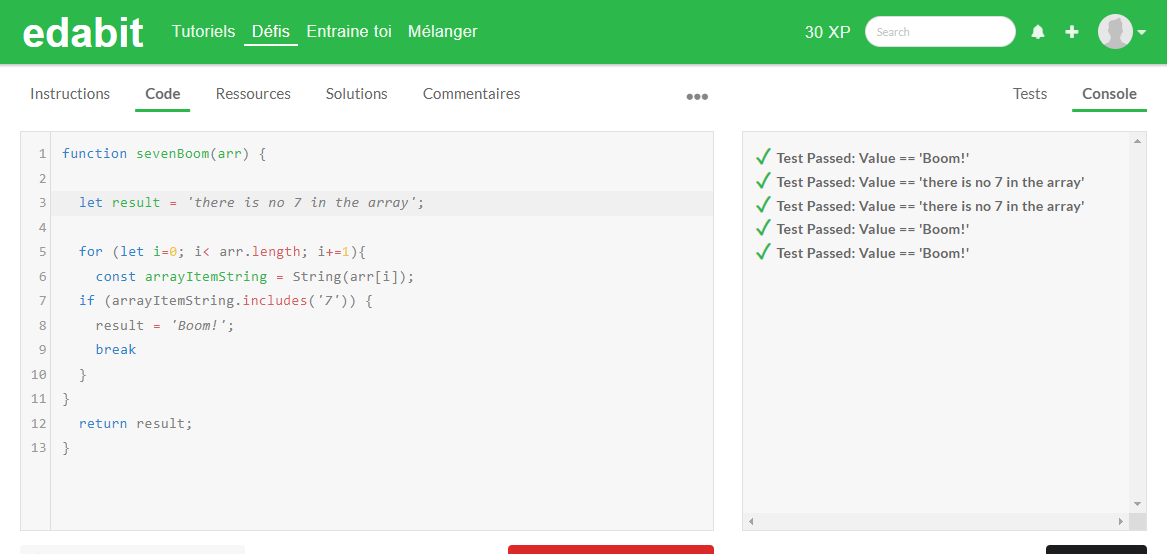 edabit Tutoriels Défis Entraine toi Mélanger 30 XP Search
Instructions Code Ressources Solutions Commentaires ••• Tests Console
1 function sevenBoom(arr) {
2
3 let result = 'there is no 7 in the array';
4
5 for (let i=0; i< arr.length; i+=1){
6 const arrayItemString = String(arr[i]);
7 if (arrayItemString.includes('7')) {
8 result = 'Boom!';
9 break
10 }
11 }
12 return result;
13 }
✓ Test Passed: Value == 'Boom!'
✓ Test Passed: Value == 'there is no 7 in the array'
✓ Test Passed: Value == 'there is no 7 in the array'
✓ Test Passed: Value == 'Boom!'
✓ Test Passed: Value == 'Boom!'